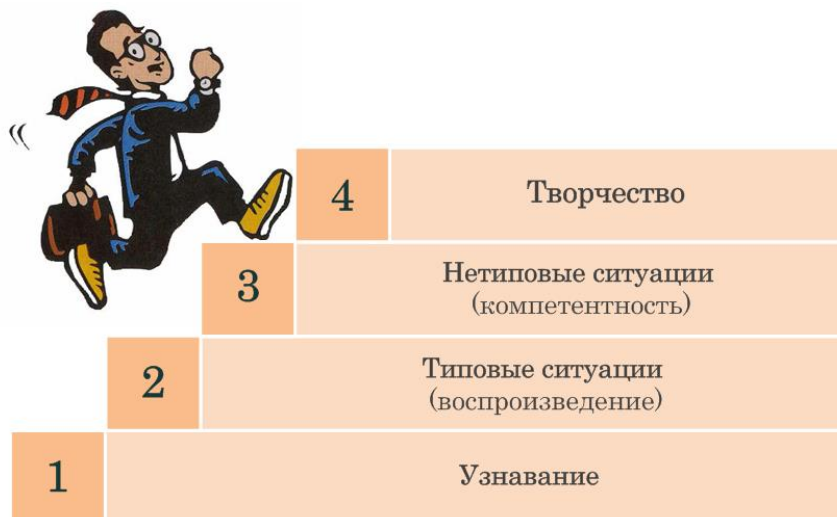 4
Творчество
3
Нетиповые ситуации
(компетентность)
2
Типовые ситуации
(воспроизведение)
1
Узнавание